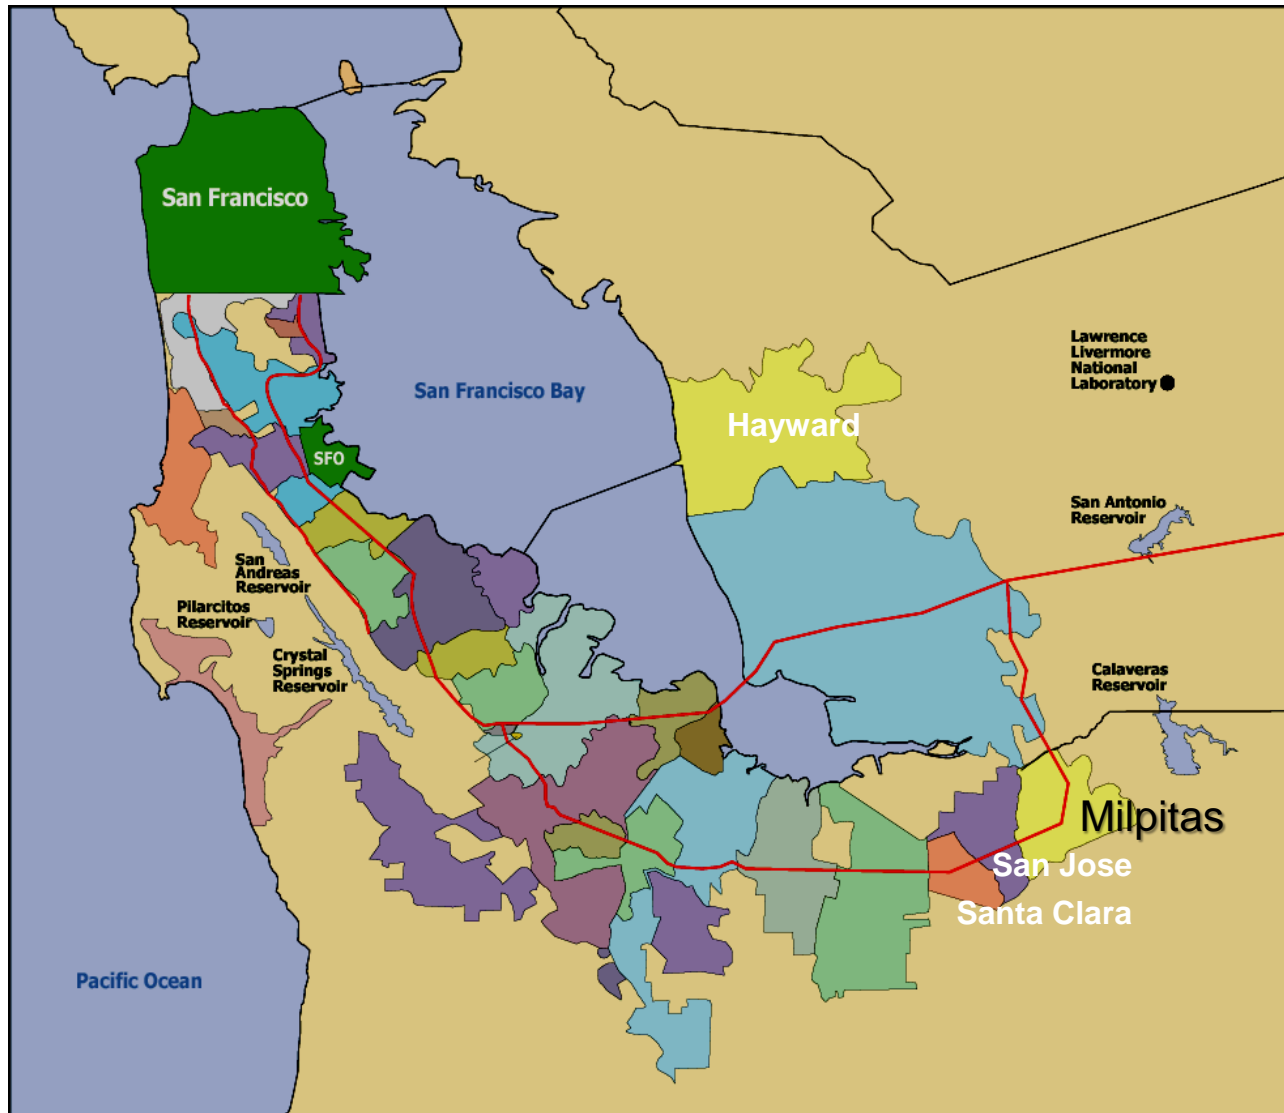 San Francisco
Lawrence
Livermore
National
Laboratory
San Francisco Bay
Hayward
SFO
San Antonio
Reservoir
San
Andreas
Reservoir
Pilarcitos
Reservoir
Crystal
Springs
Reservoir
Calaveras
Reservoir
Milpitas
San Jose
Santa Clara
Pacific Ocean